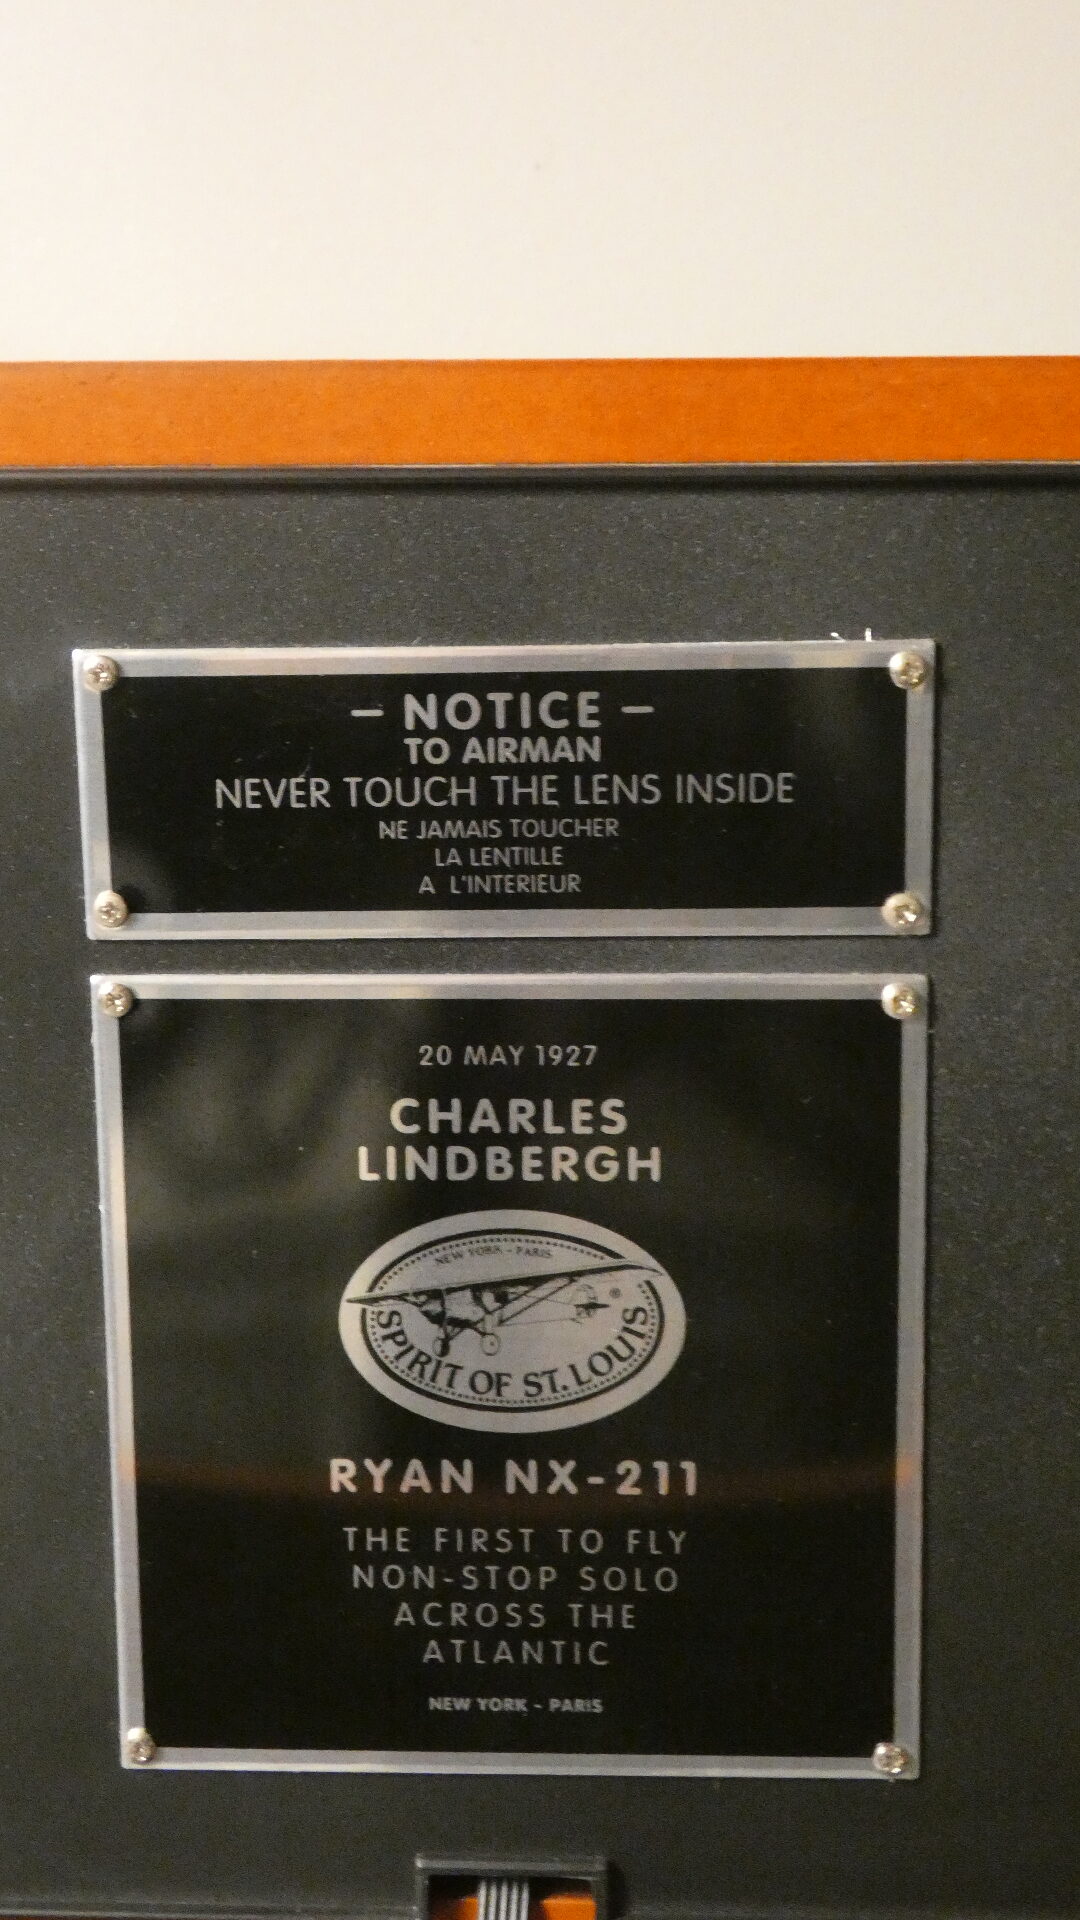 – NOTICE –
TO AIRMAN
NEVER TOUCH THE LENS INSIDE
NE JAMAIS TOUCHER
LA LENTILLE
A L'INTERIEUR
20 MAY 1927
CHARLES
LINDBERGH
NEW YORK - PARIS
®
SPIRIT OF ST. LOUIS
RYAN NX-211
THE FIRST TO FLY
NON-STOP SOLO
ACROSS THE
ATLANTIC
NEW YORK - PARIS